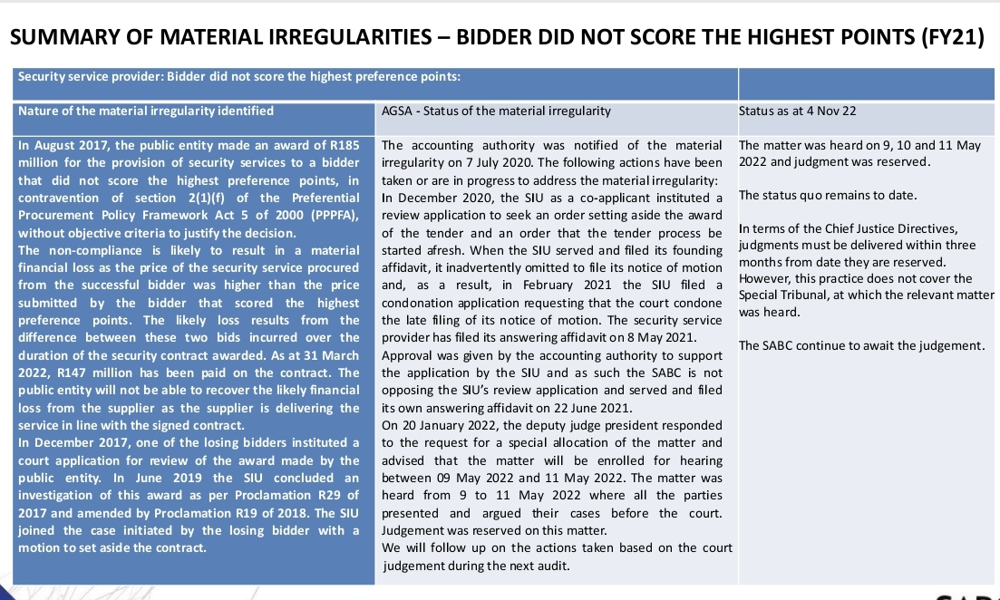 SUMMARY OF MATERIAL IRREGULARITIES – BIDDER DID NOT SCORE THE HIGHEST POINTS (FY21)
Security service provider: Bidder did not score the highest preference points:
Nature of the material irregularity identified
In August 2017, the public entity made an award of R185
million for the provision of security services to a bidder
that did not score the highest preference points, in
contravention of section 2(1)(f) of the Preferential
Procurement Policy Framework Act 5 of 2000 (PPPFA),
without objective criteria to justify the decision.
The non-compliance is likely to result in a material
financial loss as the price of the security service procured
from the successful bidder was higher than the price
submitted by the bidder that scored the highest
preference points. The likely loss results from the
difference between these two bids incurred over the
duration of the security contract awarded. As at 31 March
2022, R147 million has been paid on the contract. The
public entity will not be able to recover the likely financial
loss from the supplier as the supplier is delivering the
service in line with the signed contract.
In December 2017, one of the losing bidders instituted a
court application for review of the award made by the
public entity. In June 2019 the SIU concluded an
investigation of this award as per Proclamation R29 of
2017 and amended by Proclamation R19 of 2018. The SIU
joined the case initiated by the losing bidder with a
motion to set aside the contract.
AGSA - Status of the material irregularity
The accounting authority was notified of the material
irregularity on 7 July 2020. The following actions have been
taken or are in progress to address the material irregularity:
In December 2020, the SIU as a co-applicant instituted a
review application to seek an order setting aside the award
of the tender and an order that the tender process be
started afresh. When the SIU served and filed its founding
affidavit, it inadvertently omitted to file its notice of motion
and, as a result, in February 2021 the SIU filed a
condonation application requesting that the court condone
the late filing of its notice of motion. The security service
provider has filed its answering affidavit on 8 May 2021.
Approval was given by the accounting authority to support
the application by the SIU and as such the SABC is not
opposing the SIU's review application and served and filed
its own answering affidavit on 22 June 2021.
On 20 January 2022, the deputy judge president responded
to the request for a special allocation of the matter and
advised that the matter will be enrolled for hearing
between 09 May 2022 and 11 May 2022. The matter was
heard from 9 to 11 May 2022 where all the parties
presented and argued their cases before the court.
Judgement was reserved on this matter.
We will follow up on the actions taken based on the court
judgement during the next audit.
Status as at 4 Nov 22
The matter was heard on 9, 10 and 11 May
2022 and judgment was reserved.
The status quo remains to date.
In terms of the Chief Justice Directives,
judgments must be delivered within three
months from date they are reserved.
However, this practice does not cover the
Special Tribunal, at which the relevant matter
was heard.
The SABC continue to await the judgement.